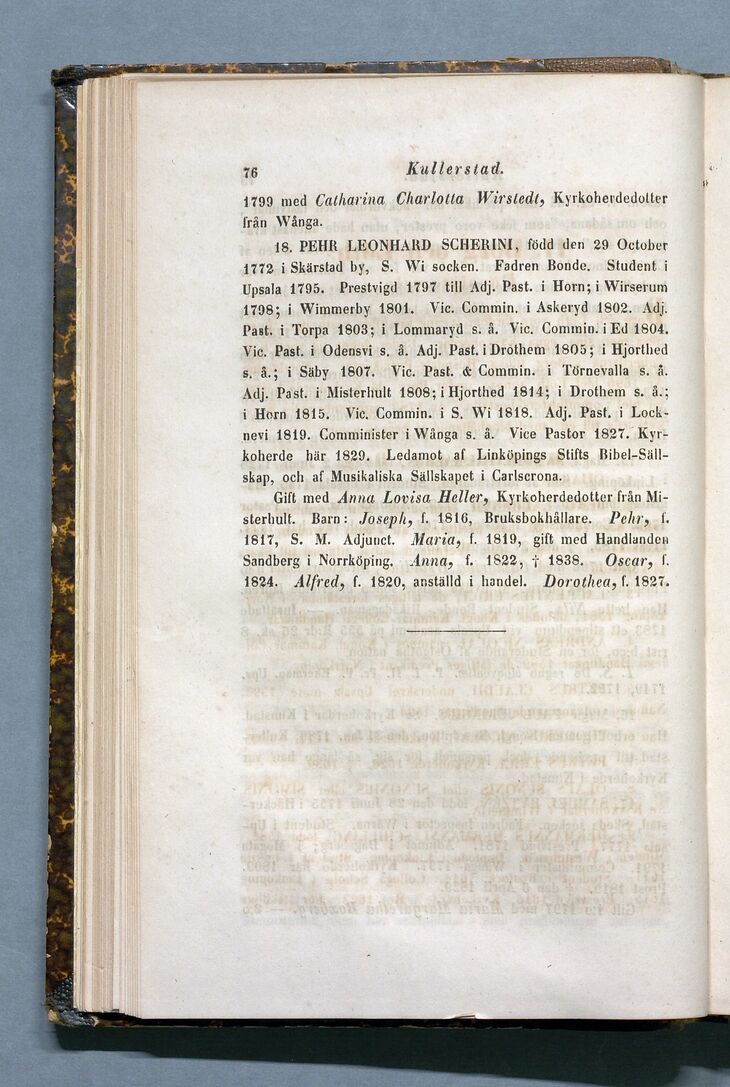 76 Kullerstad.
1799 med Catharina Charlotta Wirstedt, Kyrkoherdedotter
från Wånga.
18. PEHR LEONHARD SCHERINI, född den 29 October
1772 i Skärstad by, S. Wi socken. Fadren Bonde. Student i
Upsala 1795. Prestvigd 1797 till Adj. Past. i Horn; i Wirserum
1798; i Wimmerby 1801. Vic. Commin. i Askeryd 1802. Adj.
Past. i Torpa 1803; i Lommaryd s. å. Vic. Commin. i Ed 1804.
Vic. Past. i Odensvi s. å. Adj. Past. i Drothem 1805; i Hjorthed
s. å.; i Säby 1807. Vic. Past. & Commin. i Törnevalla s. å.
Adj. Past. i Misterhult 1808; i Hjorthed 1814; i Drothem s. å.;
i Horn 1815. Vic. Commin. i S. Wi 1818. Adj. Past. i Lock-
nevi 1819. Comminister i Wånga s. å. Vice Pastor 1827. Kyr-
koherde här 1829. Ledamot af Linköpings Stifts Bibel-Säll-
skap, och af Musikaliska Sällskapet i Carlscrona.
Gift med Anna Lovisa Heller, Kyrkoherdedotter från Mi-
sterhult. Barn: Joseph, f. 1816, Bruksbokhållare. Pehr, f.
1817, S. M. Adjunct. Maria, f. 1819, gift med Handlanden
Sandberg i Norrköping. Anna, f. 1822, † 1838. Oscar, f.
1824. Alfred, f. 1820, anställd i handel. Dorothea, f. 1827.